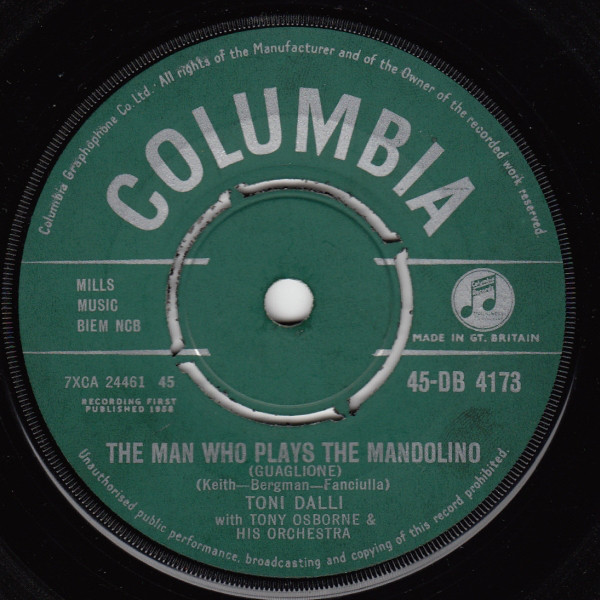 Columbia Graphophone Co. Ltd. · All rights of the Manufacturer and of the Owner of the recorded work reserved.
COLUMBIA
MILLS
MUSIC
BIEM NCB
MADE IN GT. BRITAIN
7XCA 24461 45
RECORDING FIRST
PUBLISHED 1958
45-DB 4173
THE MAN WHO PLAYS THE MANDOLINO
(GUAGLIONE)
(Keith—Bergman—Fanciulla)
TONI DALLI
with TONY OSBORNE &
HIS ORCHESTRA
Unauthorised public performance, broadcasting and copying of this record prohibited.